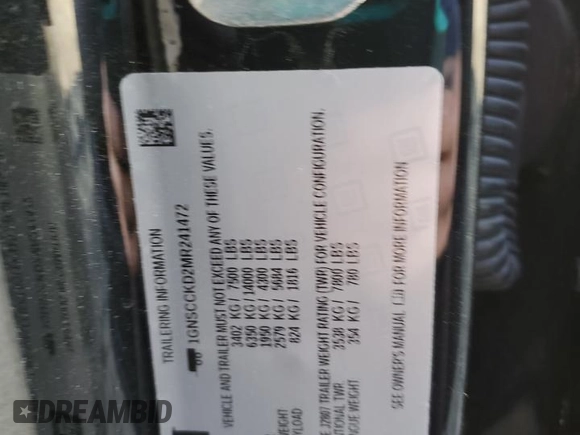 TRAILERING INFORMATION
1GNSCCKD2MR241472
VEHICLE AND TRAILER MUST NOT EXCEED ANY OF THESE VALUES.
3402 KG / 7500 LBS
6350 KG / 14000 LBS
1950 KG / 4300 LBS
2579 KG / 5684 LBS
824 KG / 1816 LBS
J2807 TRAILER WEIGHT RATING (TWR) FOR VEHICLE CONFIGURATION.
3538 KG / 7800 LBS
354 KG / 780 LBS
SEE OWNER'S MANUAL FOR MORE INFORMATION
DREAMBID